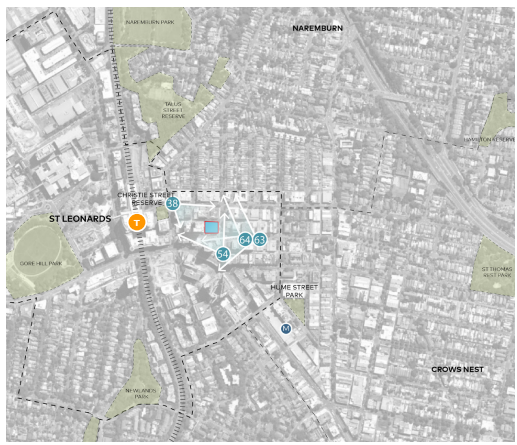 NAREMBURN PARK
NAREMBURN
TALUS
STREET
RESERVE
HAMPTON RESERVE
CHRISTIE STREET
RESERVE
38
ST LEONARDS
T
64
63
54
GORE HILL PARK
ST THOMAS
REST PARK
HUME STREET
PARK
M
CROWS NEST
NEWLANDS
PARK